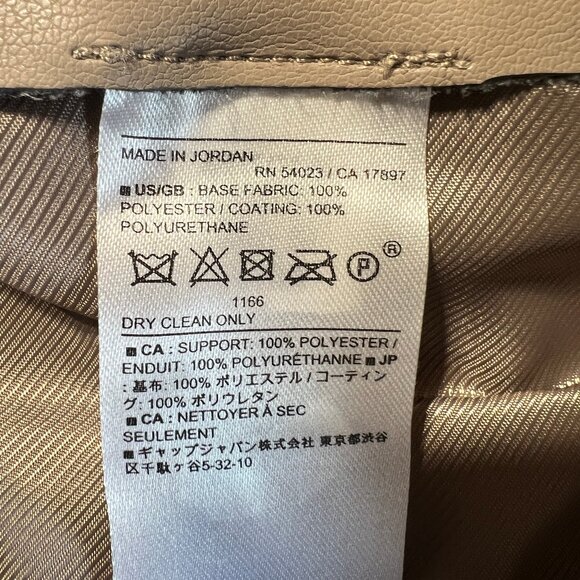 MADE IN JORDAN
RN 54023 / CA 17897
US/GB : BASE FABRIC: 100%
POLYESTER / COATING: 100%
POLYURETHANE
P ®
1166
DRY CLEAN ONLY
CA : SUPPORT: 100% POLYESTER /
ENDUIT: 100% POLYURÉTHANNE ■ JP
: 基布: 100% ポリエステル / コーティン
グ: 100% ポリウレタン
CA : NETTOYER À SEC
SEULEMENT
ギャップジャパン株式会社 東京都渋谷
区千駄ヶ谷5-32-10